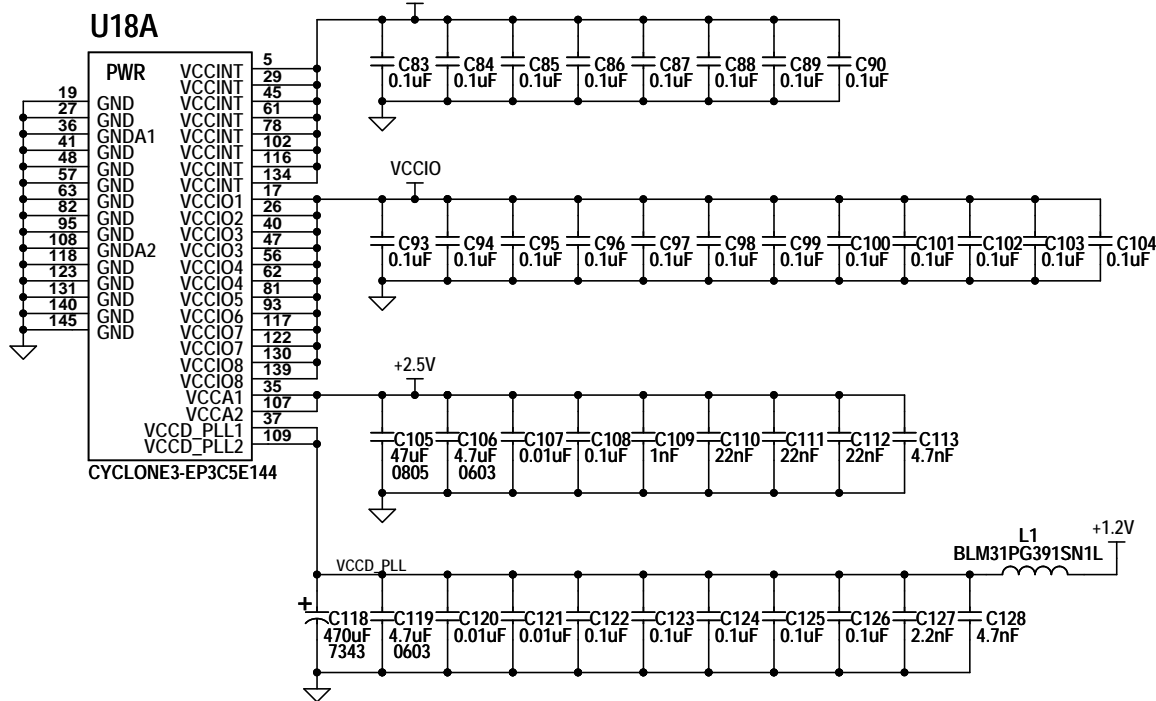 U18A
PWR
19 GND
27 GND
36 GNDA1
41 GND
48 GND
57 GND
63 GND
82 GND
95 GND
108 GNDA2
118 GND
123 GND
131 GND
140 GND
145 GND
VCCINT 5
VCCINT 29
VCCINT 45
VCCINT 61
VCCINT 78
VCCINT 102
VCCINT 116
VCCINT 134
VCCIO1 17
VCCIO2 26
VCCIO3 40
VCCIO3 47
VCCIO4 56
VCCIO4 62
VCCIO5 81
VCCIO6 93
VCCIO7 117
VCCIO7 122
VCCIO8 130
VCCIO8 139
VCCA1 35
VCCA2 107
VCCD_PLL1 37
VCCD_PLL2 109
CYCLONE3-EP3C5E144
C83 C84 C85 C86 C87 C88 C89 C90
0.1uF 0.1uF 0.1uF 0.1uF 0.1uF 0.1uF 0.1uF 0.1uF
VCCIO
C93 C94 C95 C96 C97 C98 C99 C100 C101 C102 C103 C104
0.1uF 0.1uF 0.1uF 0.1uF 0.1uF 0.1uF 0.1uF 0.1uF 0.1uF 0.1uF 0.1uF 0.1uF
+2.5V
C105 C106 C107 C108 C109 C110 C111 C112 C113
47uF 4.7uF 0.01uF 0.1uF 1nF 22nF 22nF 22nF 4.7nF
0805 0603
L1 +1.2V
BLM31PG391SN1L
VCCD_PLL
+
C118 C119 C120 C121 C122 C123 C124 C125 C126 C127 C128
470uF 4.7uF 0.01uF 0.01uF 0.1uF 0.1uF 0.1uF 0.1uF 0.1uF 2.2nF 4.7nF
7343 0603